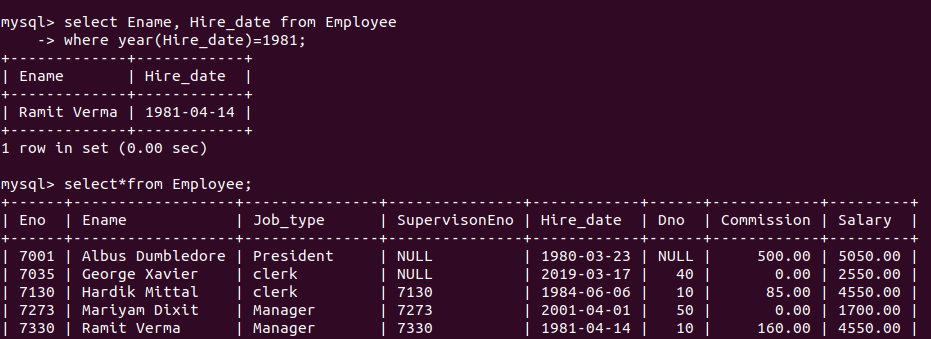 mysql> select Ename, Hire_date from Employee
    -> where year(Hire_date)=1981;
+-------------+------------+
| Ename       | Hire_date  |
+-------------+------------+
| Ramit Verma | 1981-04-14 |
+-------------+------------+
1 row in set (0.00 sec)

mysql> select*from Employee;
+------+------------------+---------------+---------------+------------+------+------------+---------+
| Eno  | Ename            | Job_type      | SupervisonEno | Hire_date  | Dno  | Commission | Salary  |
+------+------------------+---------------+---------------+------------+------+------------+---------+
| 7001 | Albus Dumbledore | President     | NULL          | 1980-03-23 | NULL |     500.00 | 5050.00 |
| 7035 | George Xavier    | clerk         | NULL          | 2019-03-17 |   40 |       0.00 | 2550.00 |
| 7130 | Hardik Mittal    | clerk         | 7130          | 1984-06-06 |   10 |      85.00 | 4550.00 |
| 7273 | Mariyam Dixit    | Manager       | 7273          | 2001-04-01 |   50 |       0.00 | 1700.00 |
| 7330 | Ramit Verma      | Manager       | 7330          | 1981-04-14 |   10 |     160.00 | 4550.00 |